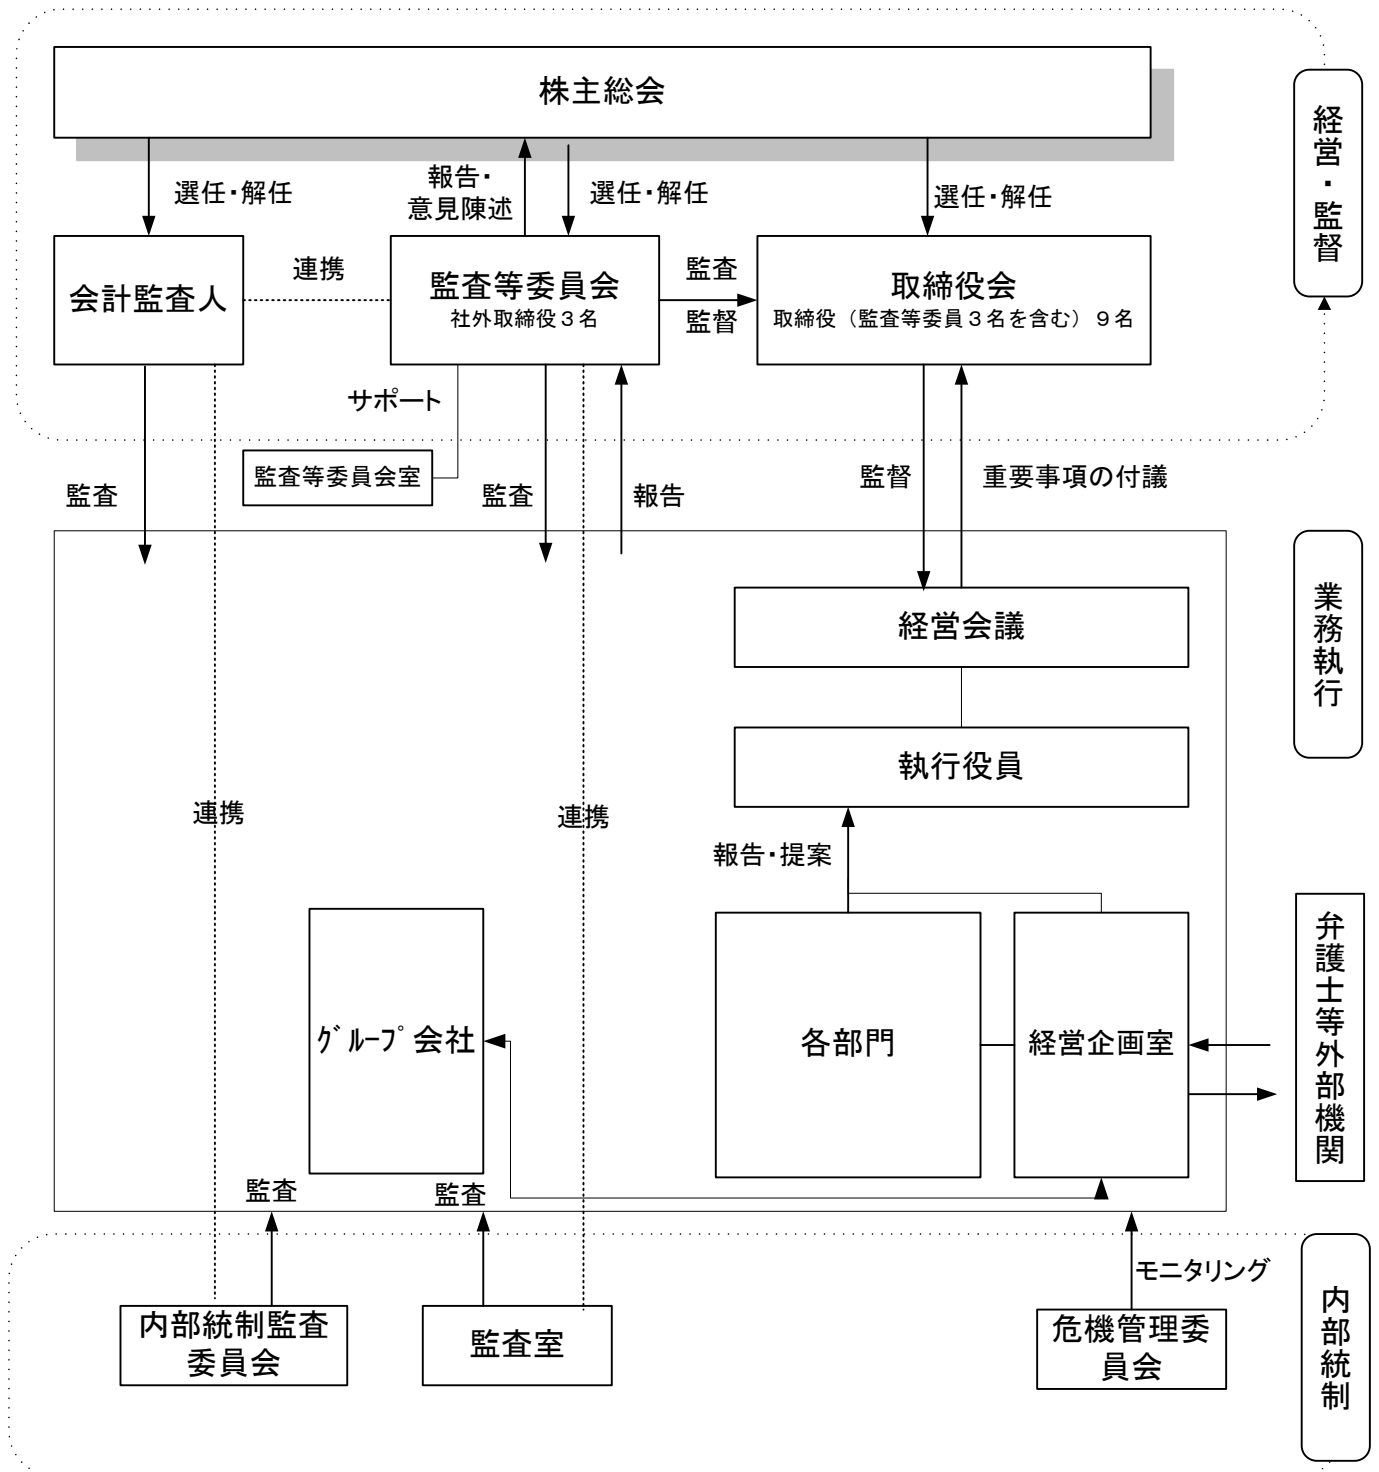 株主総会
経営・監督
選任・解任
報告・
意見陳述
選任・解任
選任・解任
会計監査人
連携
監査等委員会
社外取締役３名
監査
監督
取締役会
取締役（監査等委員３名を含む）９名
サポート
監査等委員会室
監査
監査
報告
監督
重要事項の付議
業務執行
経営会議
執行役員
連携
連携
報告・提案
ｸﾞﾙｰﾌﾟ会社
各部門
経営企画室
弁護士等外部機関
監査
監査
モニタリング
内部統制監査
委員会
監査室
危機管理委
員会
内部統制